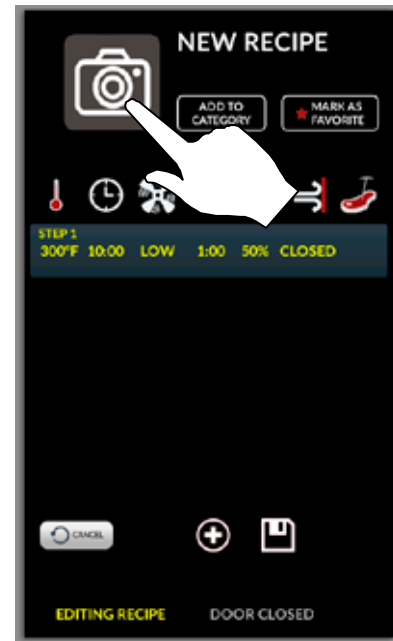 NEW RECIPE
ADD TO
CATEGORY
MARK AS
FAVORITE
STEP 1
300°F 10:00 LOW 1:00 50% CLOSED
CANCEL
EDITING RECIPE DOOR CLOSED